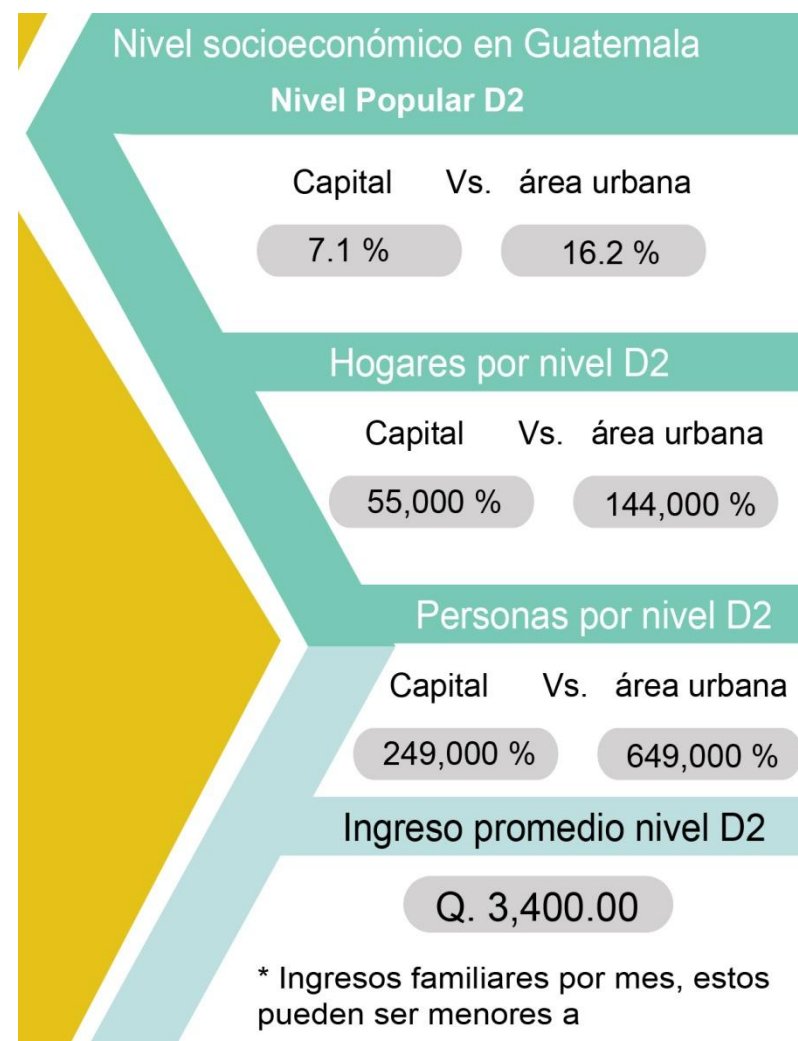 Nivel socioeconómico en Guatemala
Nivel Popular D2
Capital Vs. área urbana
7.1 % 16.2 %
Hogares por nivel D2
Capital Vs. área urbana
55,000 % 144,000 %
Personas por nivel D2
Capital Vs. área urbana
249,000 % 649,000 %
Ingreso promedio nivel D2
Q. 3,400.00
* Ingresos familiares por mes, estos
pueden ser menores a